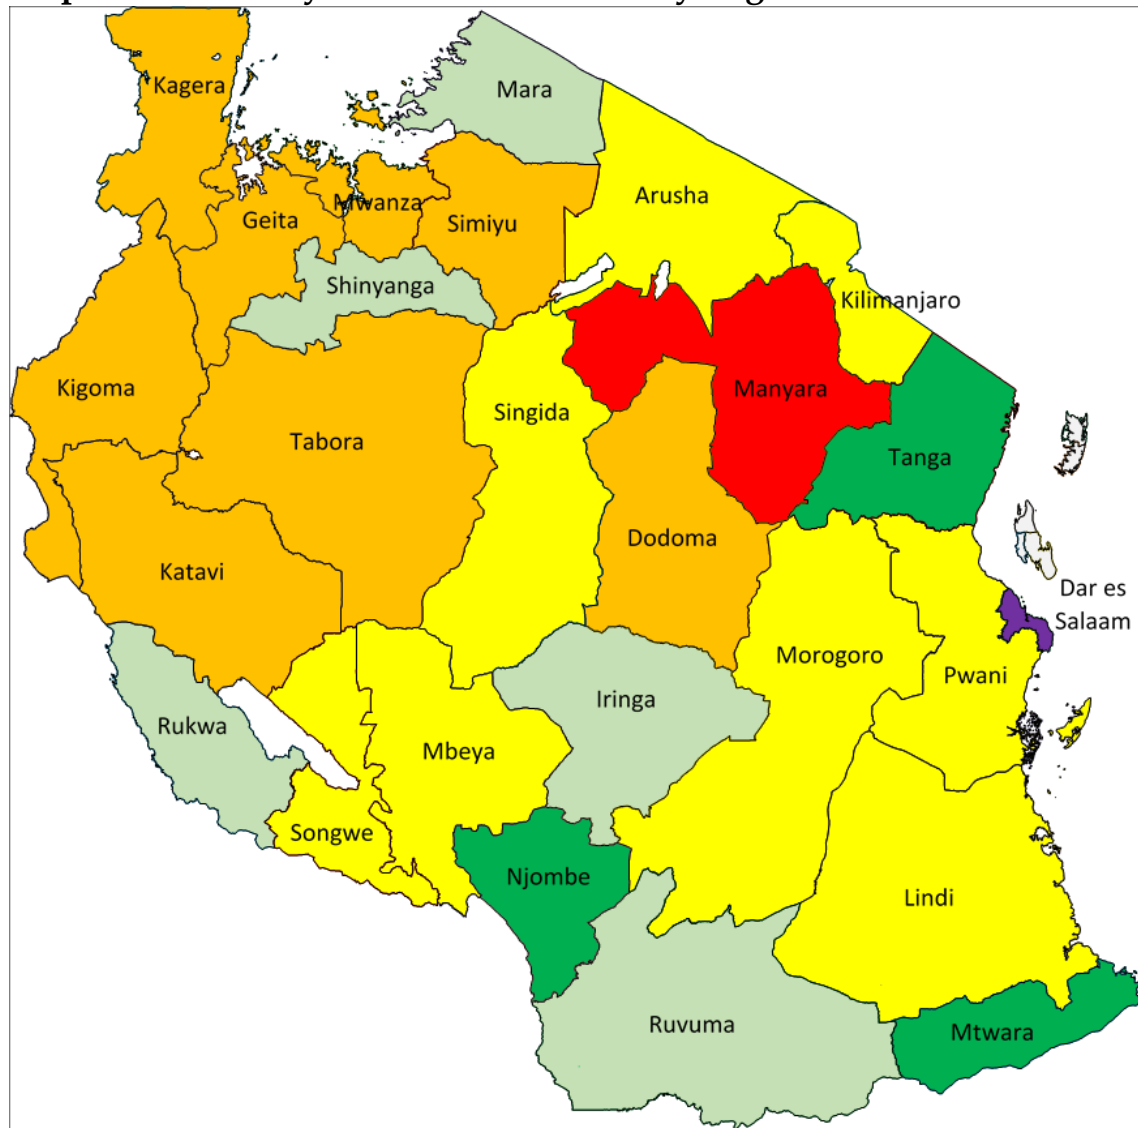 Kagera
Mara
Arusha
Mwanza
Geita
Simiyu
Shinyanga
Kilimanjaro
Kigoma
Manyara
Singida
Tabora
Tanga
Dodoma
Katavi
Dar es
Salaam
Morogoro
Pwani
Iringa
Rukwa
Mbeya
Songwe
Njombe
Lindi
Ruvuma
Mtwara